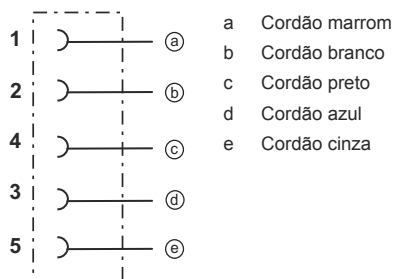 1 a
2 b
4 c
3 d
5 e
a Cordão marrom
b Cordão branco
c Cordão preto
d Cordão azul
e Cordão cinza